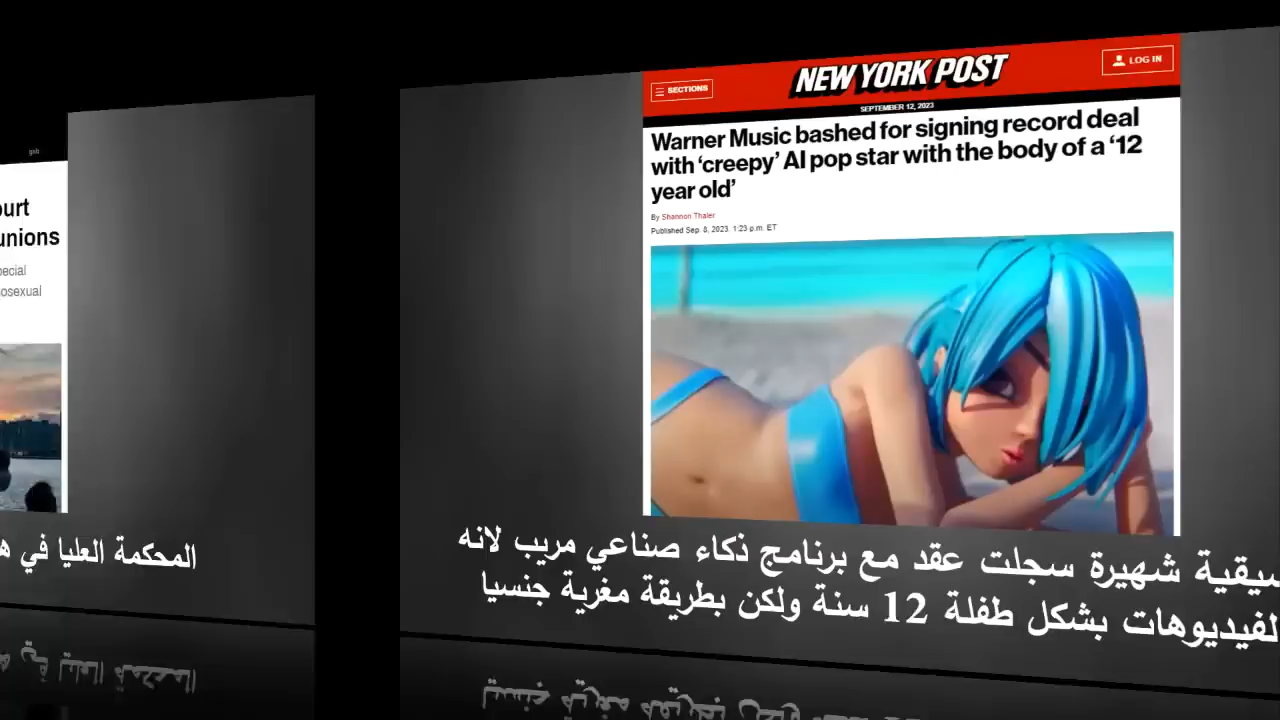 gob
ourt
unions
pecial
osexual
المحكمة العليا في
SECTIONS
NEW YORK POST
LOG IN
SEPTEMBER 12, 2023
Warner Music bashed for signing record deal
with ‘creepy’ AI pop star with the body of a ‘12
year old’
By Shannon Thaler
Published Sep. 8, 2023, 1:23 p.m. ET
شهيرة سجلت عقد مع برنامج ذكاء صناعي مريب لانه
بشكل طفلة 12 سنة ولكن بطريقة مغرية جنسيا